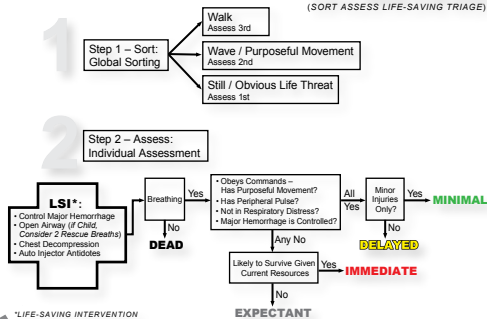 (SORT ASSESS LIFE-SAVING TRIAGE)
1
Step 1 – Sort:
Global Sorting
Walk
Assess 3rd
Wave / Purposeful Movement
Assess 2nd
Still / Obvious Life Threat
Assess 1st
2
Step 2 – Assess:
Individual Assessment
LSI*:
• Control Major Hemorrhage
• Open Airway (if Child,
Consider 2 Rescue Breaths)
• Chest Decompression
• Auto Injector Antidotes
Breathing
Yes
No
DEAD
• Obeys Commands –
Has Purposeful Movement?
• Has Peripheral Pulse?
• Not in Respiratory Distress?
• Major Hemorrhage is Controlled?
All
Yes
Minor
Injuries
Only?
Yes
MINIMAL
No
DELAYED
Any No
Likely to Survive Given
Current Resources
Yes
IMMEDIATE
No
EXPECTANT
*LIFE-SAVING INTERVENTION